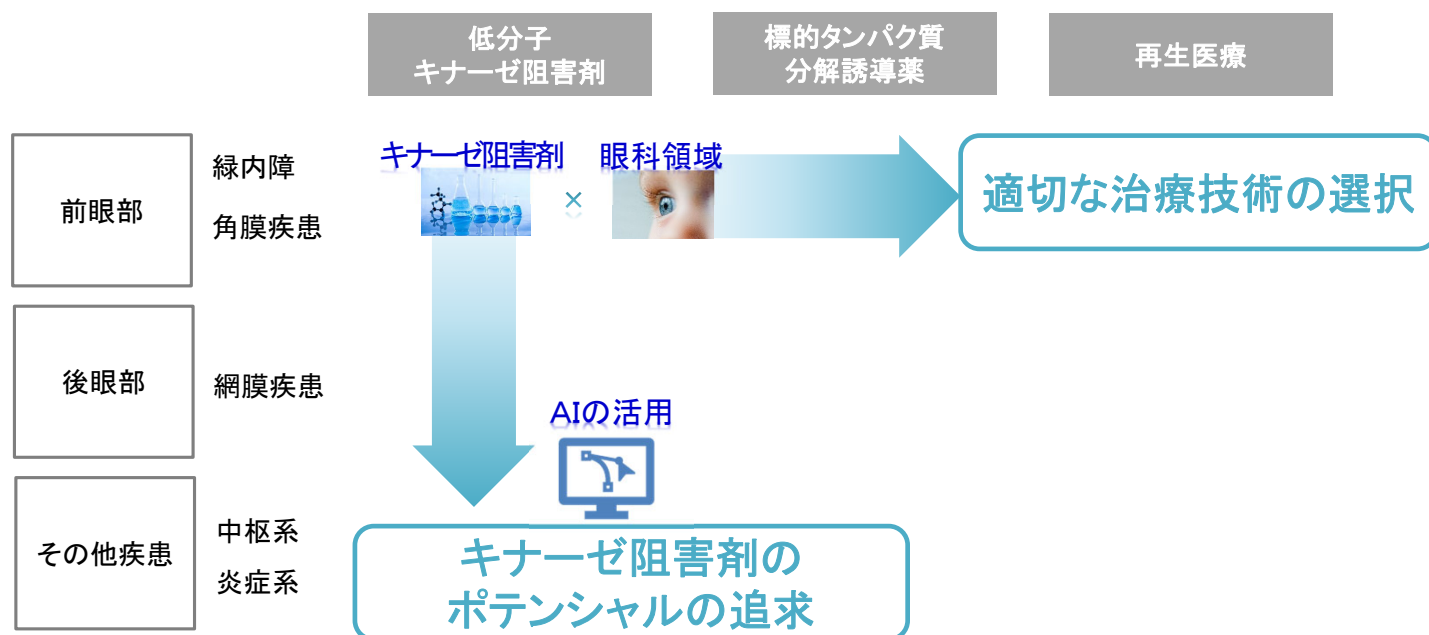 低分子
キナーゼ阻害剤
標的タンパク質
分解誘導薬
再生医療
前眼部
緑内障
角膜疾患
キナーゼ阻害剤
×
眼科領域
適切な治療技術の選択
後眼部
網膜疾患
AIの活用
その他疾患
中枢系
炎症系
キナーゼ阻害剤の
ポテンシャルの追求